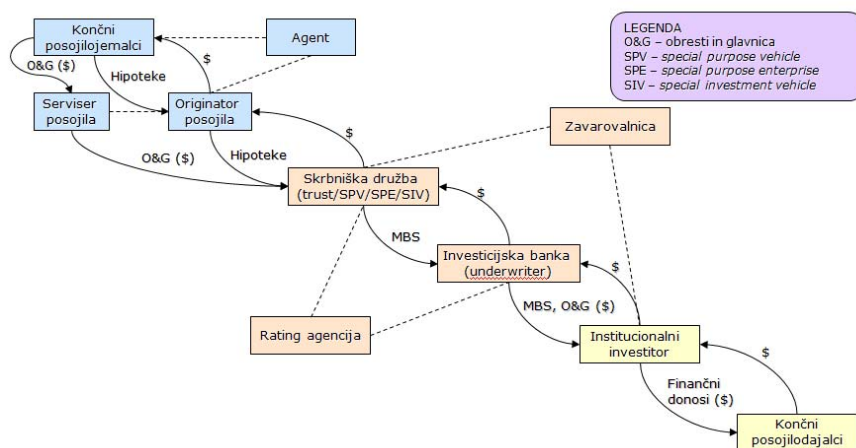 Končni
posojilojemalci
$
Agent
LEGENDA
O&G – obresti in glavnica
SPV – special purpose vehicle
SPE – special purpose enterprise
SIV – special investment vehicle
O&G ($)
Hipoteke
Serviser
posojila
Originator
posojila
$
Zavarovalnica
O&G ($)
Hipoteke
Skrbniška družba
(trust/SPV/SPE/SIV)
$
MBS
Investicijska banka
(underwriter)
$
MBS, O&G ($)
Rating agencija
Institucionalni
investitor
$
Finančni
donosi ($)
Končni
posojilodajalci